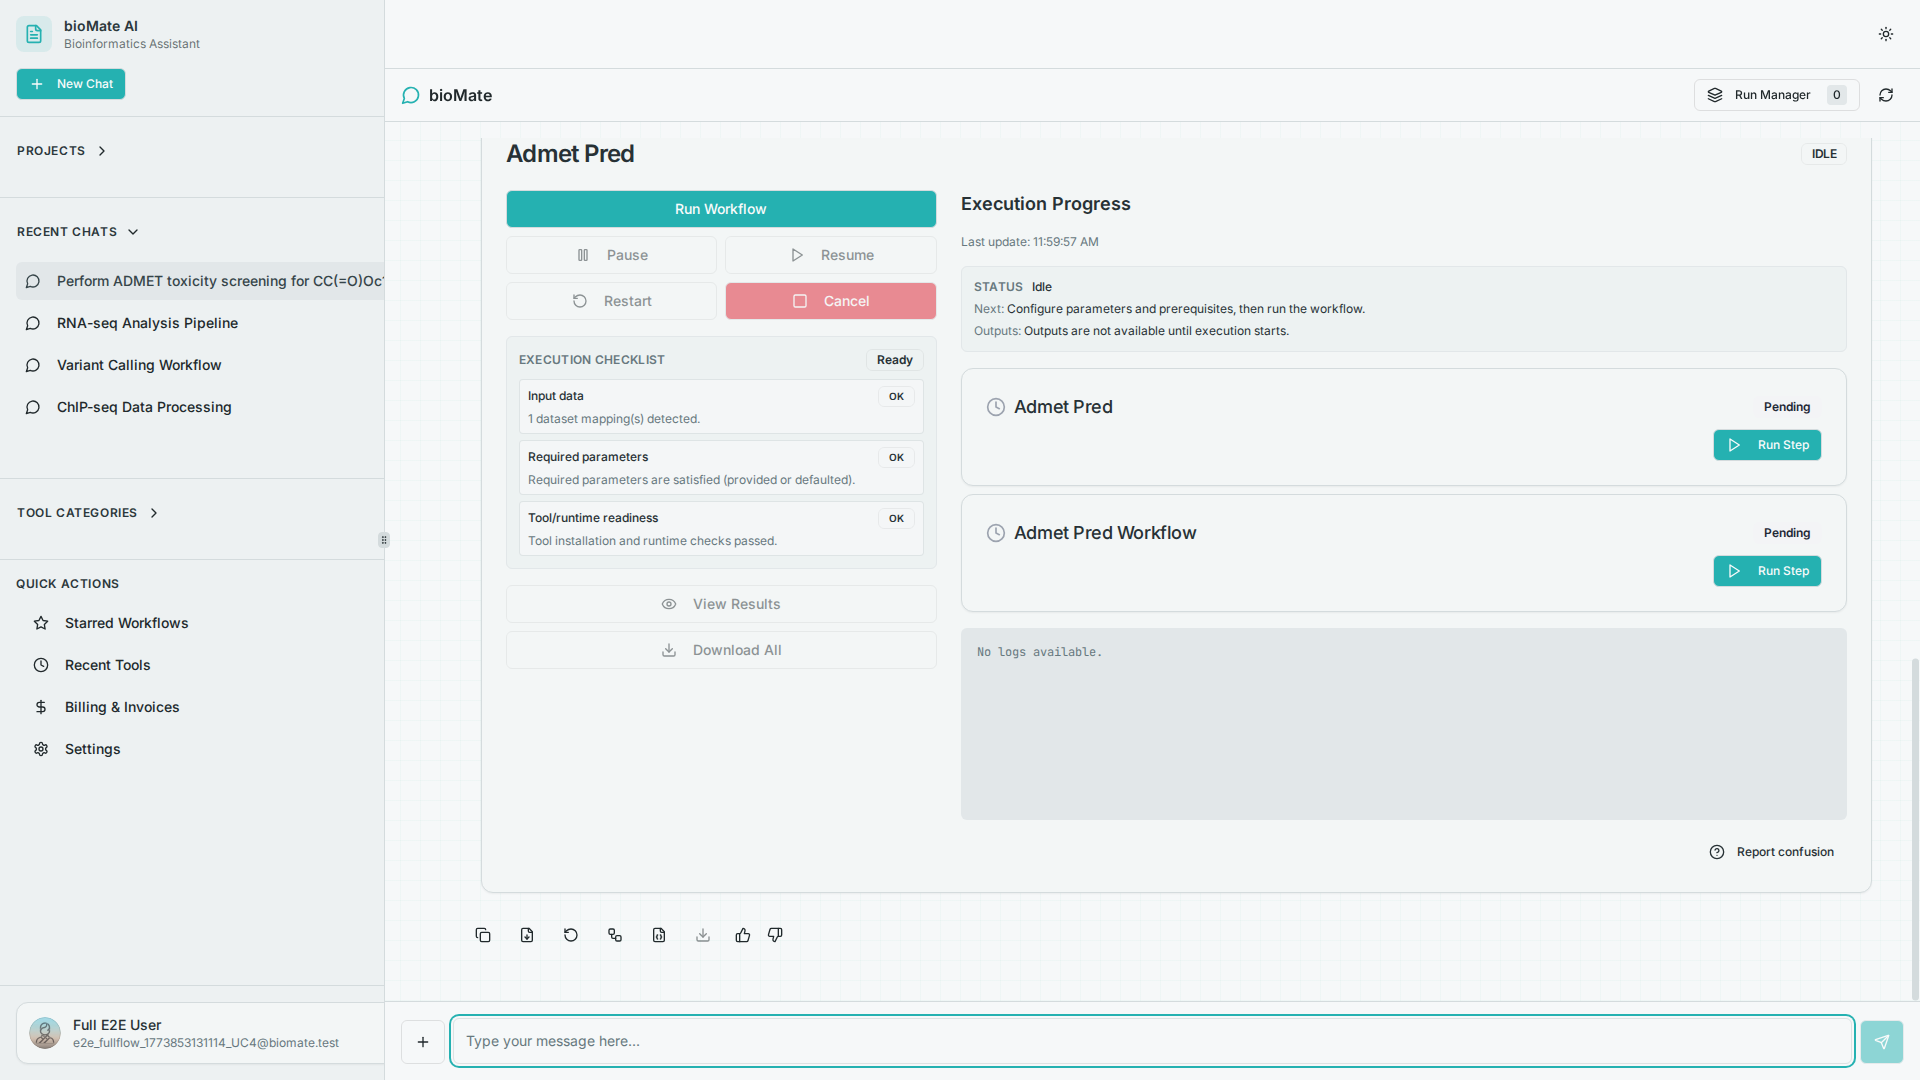 bioMate AI
Bioinformatics Assistant
New Chat
PROJECTS
RECENT CHATS
Perform ADMET toxicity screening for CC(=O)Oc
RNA-seq Analysis Pipeline
Variant Calling Workflow
ChIP-seq Data Processing
TOOL CATEGORIES
QUICK ACTIONS
Starred Workflows
Recent Tools
Billing & Invoices
Settings
Full E2E User
e2e_fullflow_1773853131114_UC4@biomate.test
bioMate
Run Manager 0
Admet Pred
IDLE
Run Workflow
Pause
Resume
Restart
Cancel
EXECUTION CHECKLIST
Ready
Input data
OK
1 dataset mapping(s) detected.
Required parameters
OK
Required parameters are satisfied (provided or defaulted).
Tool/runtime readiness
OK
Tool installation and runtime checks passed.
View Results
Download All
Execution Progress
Last update: 11:59:57 AM
STATUS Idle
Next: Configure parameters and prerequisites, then run the workflow.
Outputs: Outputs are not available until execution starts.
Admet Pred
Pending
Run Step
Admet Pred Workflow
Pending
Run Step
No logs available.
Report confusion
Type your message here...